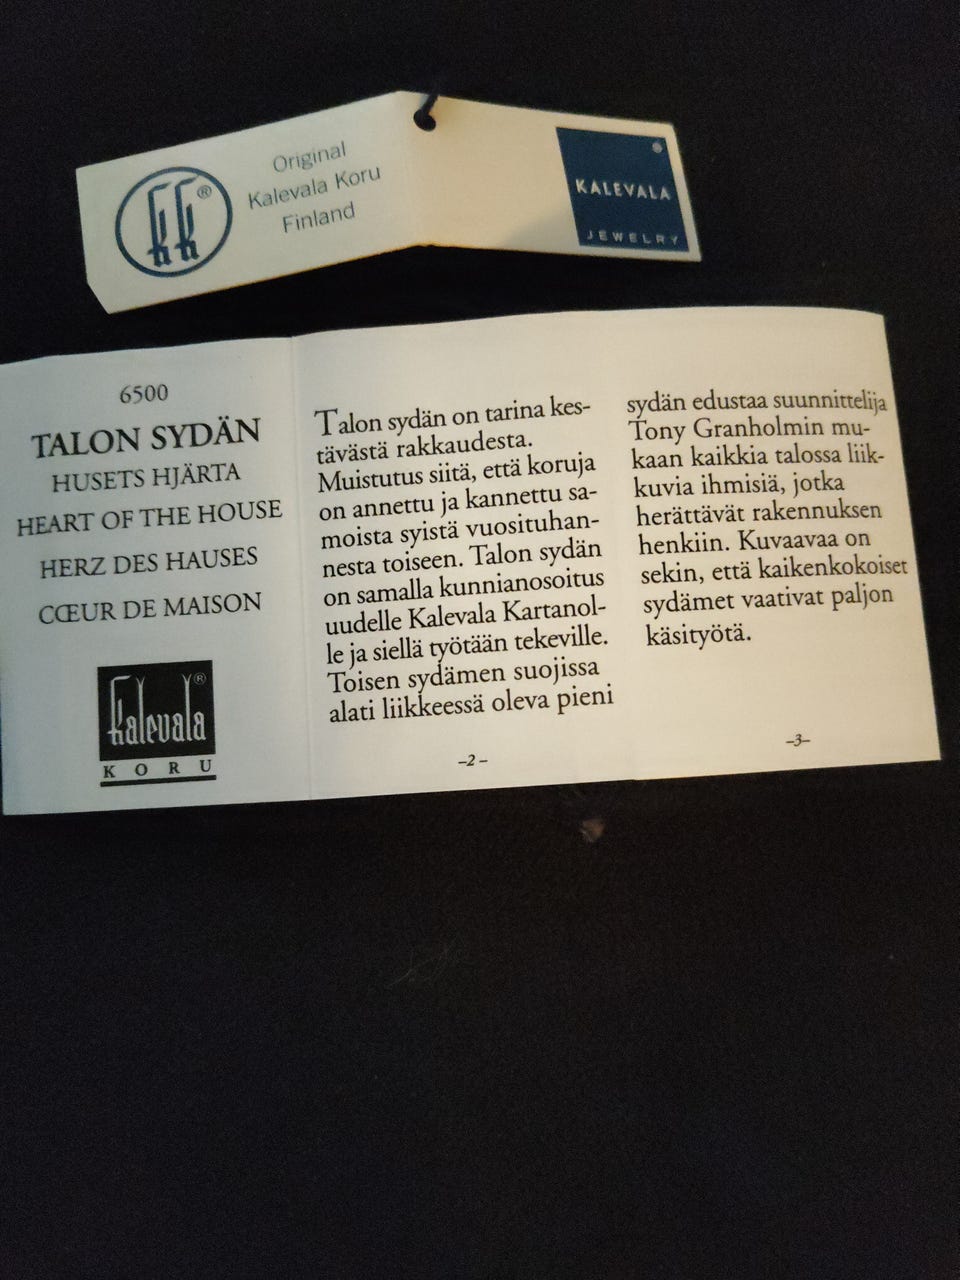 Original
Kalevala Koru
Finland
kk®
KALEVALA
JEWELRY
6500
TALON SYDÄN
HUSETS HJÄRTA
HEART OF THE HOUSE
HERZ DES HAUSES
CŒUR DE MAISON
Kalevala®
KORU
Talon sydän on tarina kes-
tävästä rakkaudesta.
Muistutus siitä, että koruja
on annettu ja kannettu sa-
moista syistä vuosituhan-
nesta toiseen. Talon sydän
on samalla kunnianosoitus
uudelle Kalevala Kartanol-
le ja siellä työtään tekeville.
Toisen sydämen suojissa
alati liikkeessä oleva pieni
–2–
sydän edustaa suunnittelija
Tony Granholmin mu-
kaan kaikkia talossa liik-
kuvia ihmisiä, jotka
herättävät rakennuksen
henkiin. Kuvaavaa on
sekin, että kaikenkokoiset
sydämet vaativat paljon
käsityötä.
–3–